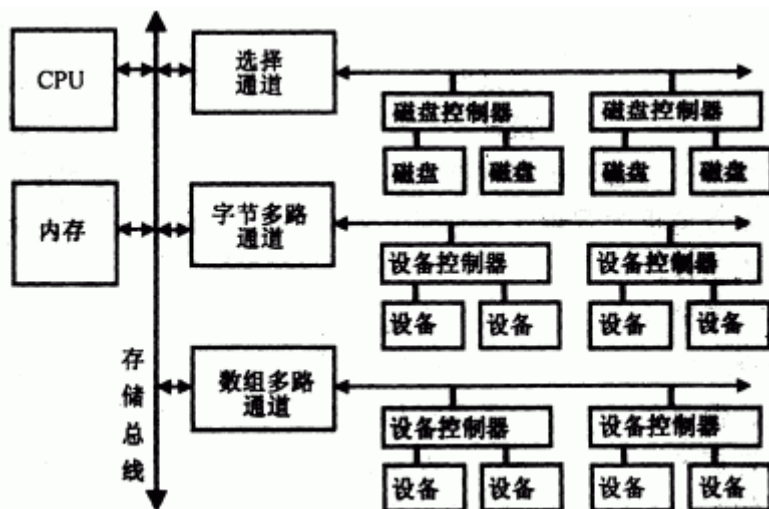 CPU
选择
通道
磁盘控制器
磁盘控制器
磁盘
磁盘
磁盘
磁盘
内存
字节多路
通道
设备控制器
设备控制器
设备
设备
设备
设备
存储总线
数组多路
通道
设备控制器
设备控制器
设备
设备
设备
设备